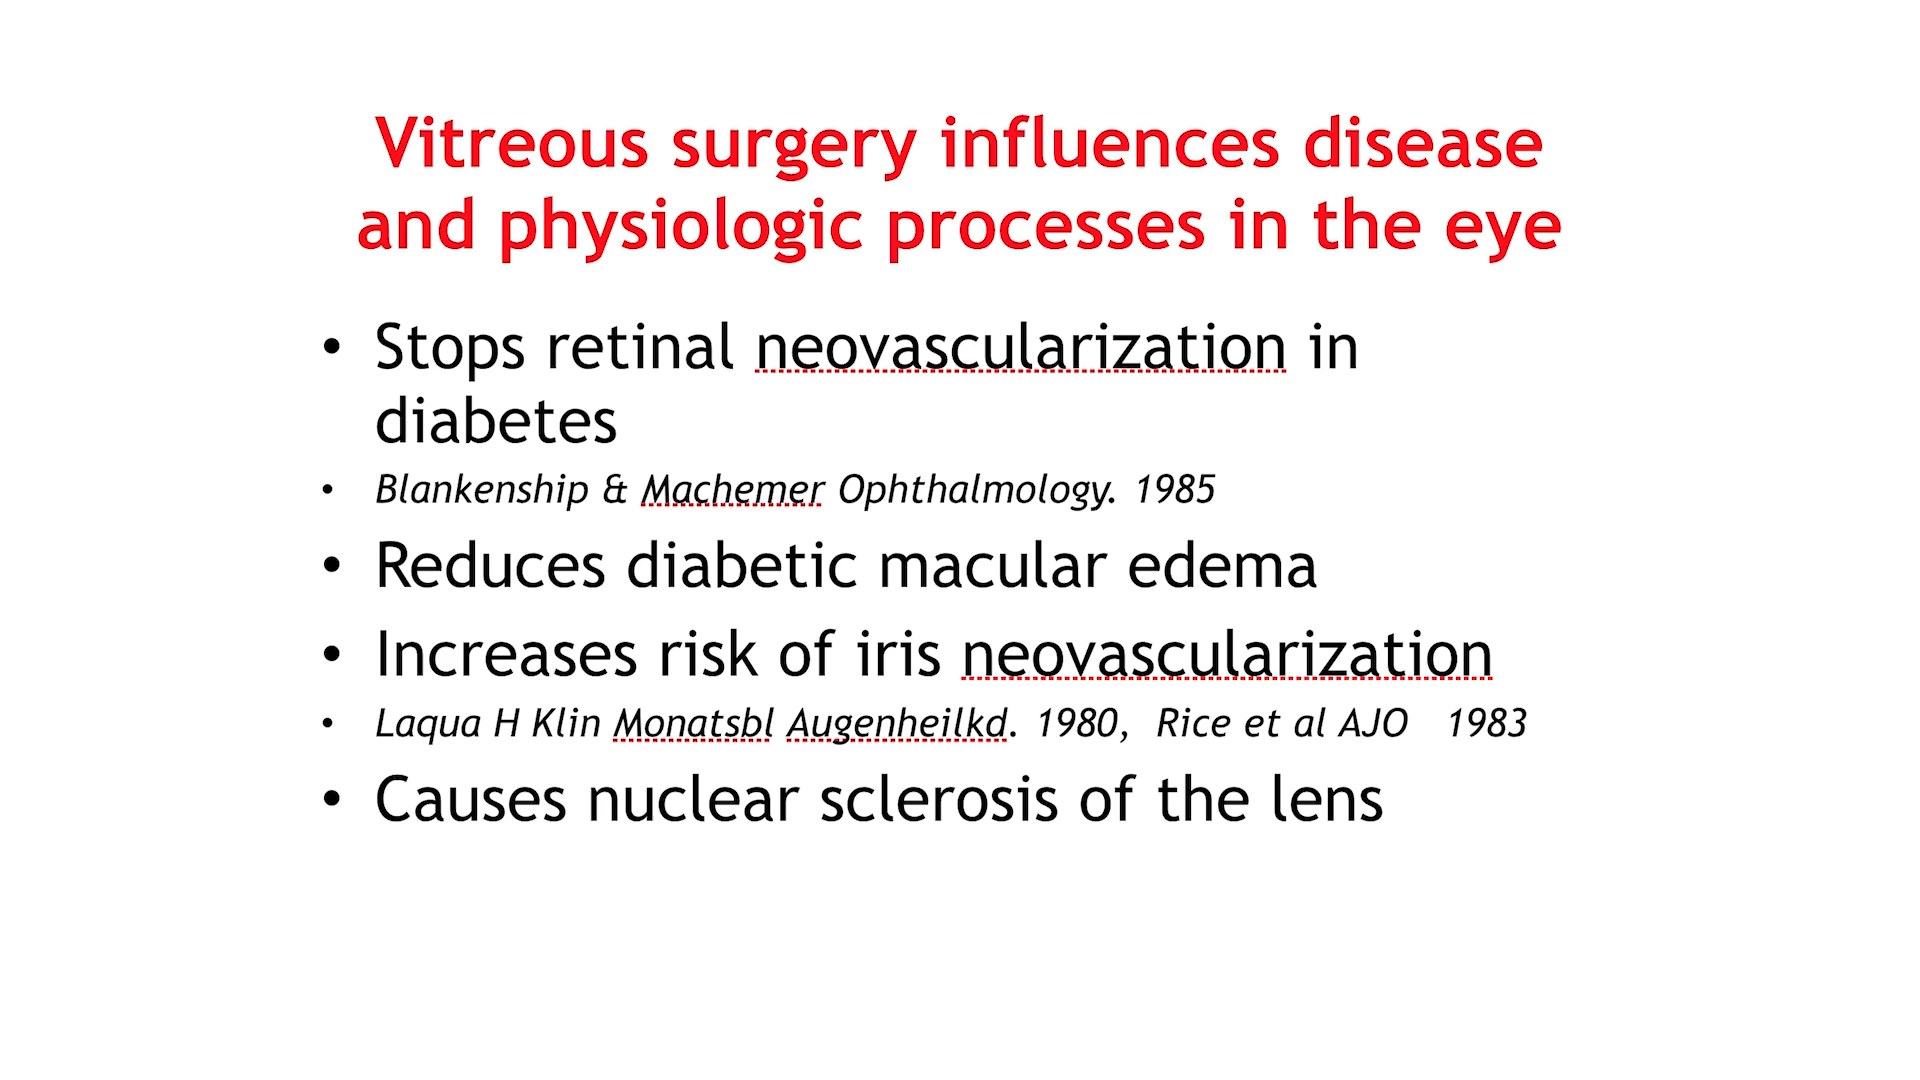 Vitreous surgery influences disease
and physiologic processes in the eye
• Stops retinal neovascularization in
diabetes
• Blankenship & Machemer Ophthalmology. 1985
• Reduces diabetic macular edema
• Increases risk of iris neovascularization
• Laqua H Klin Monatsbl Augenheilkd. 1980, Rice et al AJO 1983
• Causes nuclear sclerosis of the lens